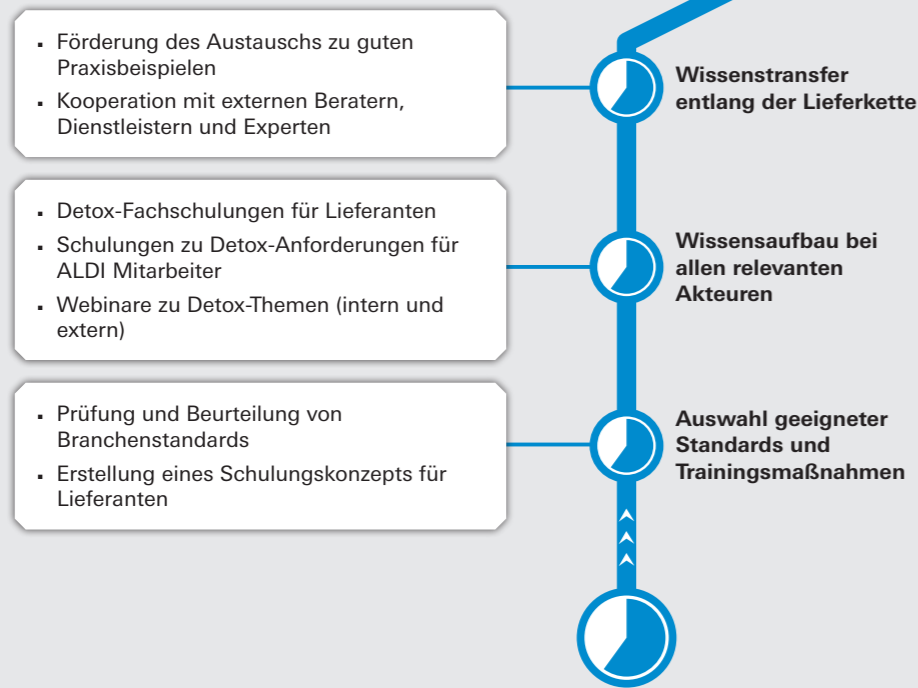 ▪ Förderung des Austauschs zu guten
Praxisbeispielen
▪ Kooperation mit externen Beratern,
Dienstleistern und Experten
Wissenstransfer
entlang der Lieferkette
▪ Detox-Fachschulungen für Lieferanten
▪ Schulungen zu Detox-Anforderungen für
ALDI Mitarbeiter
▪ Webinare zu Detox-Themen (intern und
extern)
Wissensaufbau bei
allen relevanten
Akteuren
▪ Prüfung und Beurteilung von
Branchenstandards
▪ Erstellung eines Schulungskonzepts für
Lieferanten
Auswahl geeigneter
Standards und
Trainingsmaßnahmen